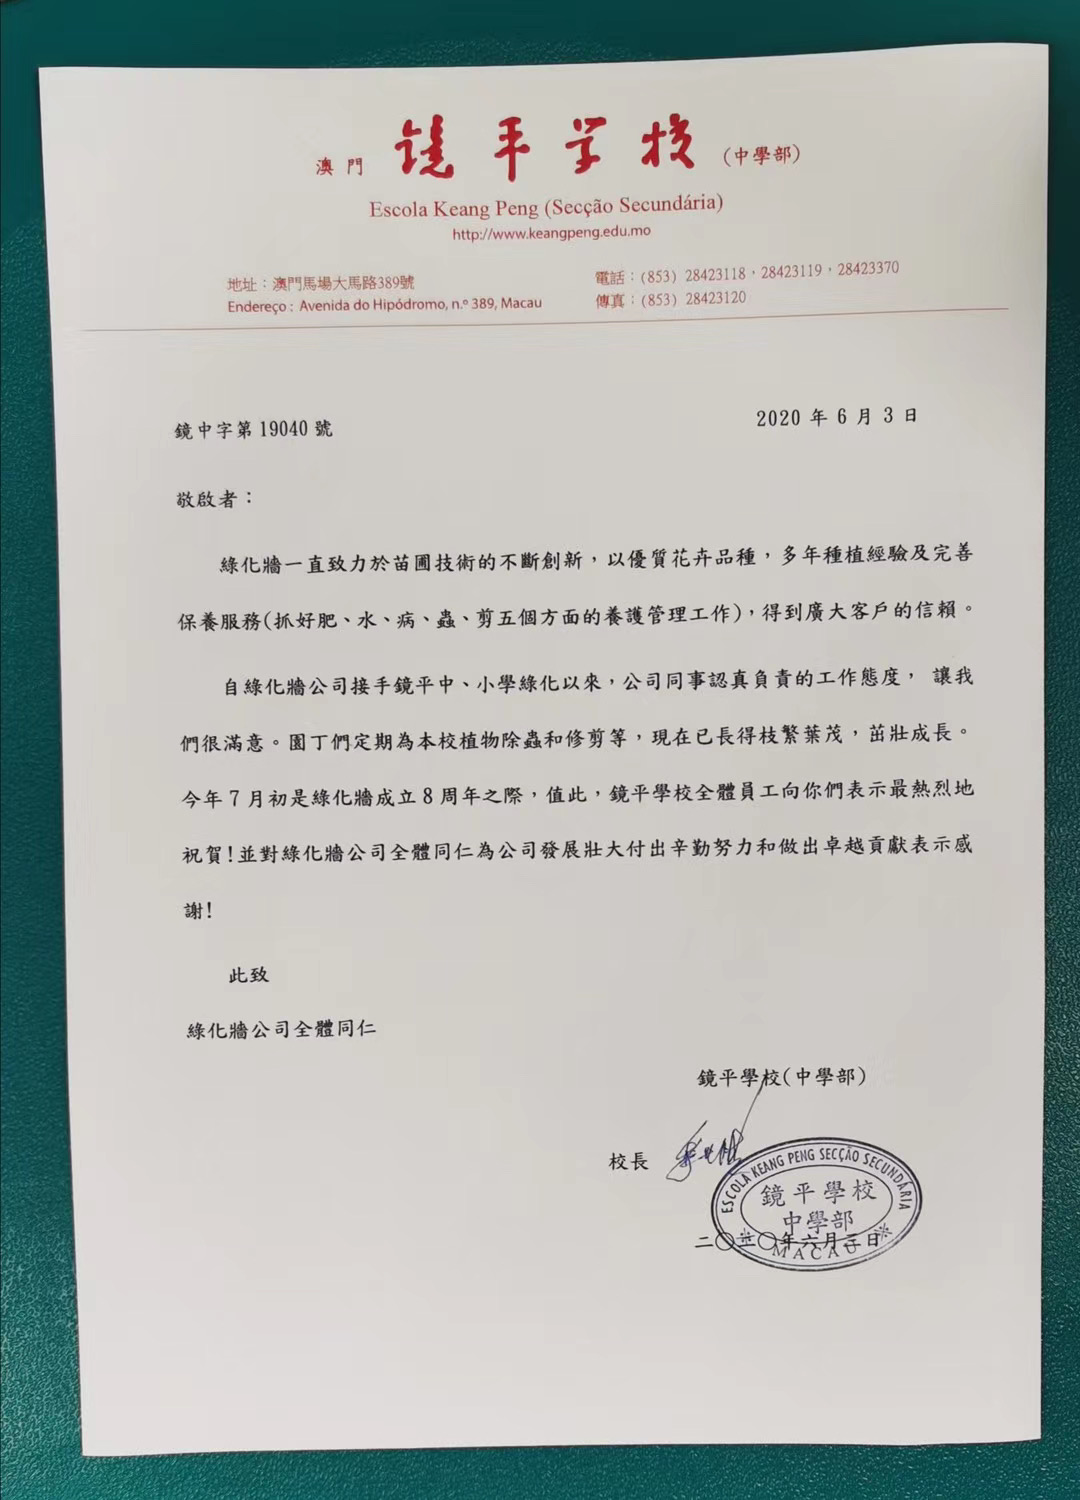 澳門 鏡平学校 (中學部)
Escola Keang Peng (Secção Secundária)
http://www.keangpeng.edu.mo
地址：澳門馬場大馬路389號
Endereço : Avenida do Hipódromo, n.º 389, Macau
電話：(853) 28423118，28423119，28423370
傳真：(853) 28423120
鏡中字第 19040 號
2020 年 6 月 3 日
敬啟者：
綠化牆一直致力於苗圃技術的不斷創新，以優質花卉品種，多年種植經驗及完善
保養服務(抓好肥、水、病、蟲、剪五個方面的養護管理工作)，得到廣大客戶的信賴。
自綠化牆公司接手鏡平中、小學綠化以來，公司同事認真負責的工作態度， 讓我
們很滿意。園丁們定期為本校植物除蟲和修剪等，現在已長得枝繁葉茂，茁壯成長。
今年 7 月初是綠化牆成立 8 周年之際，值此，鏡平學校全體員工向你們表示最熱烈地
祝賀!並對綠化牆公司全體同仁為公司發展壯大付出辛勤努力和做出卓越貢獻表示感
謝!
此致
綠化牆公司全體同仁
鏡平學校(中學部)
校長
ESCOLA KEANG PENG SECÇÃO SECUNDÁRIA
鏡平學校
中學部
MACAU
二〇二〇年六月三日